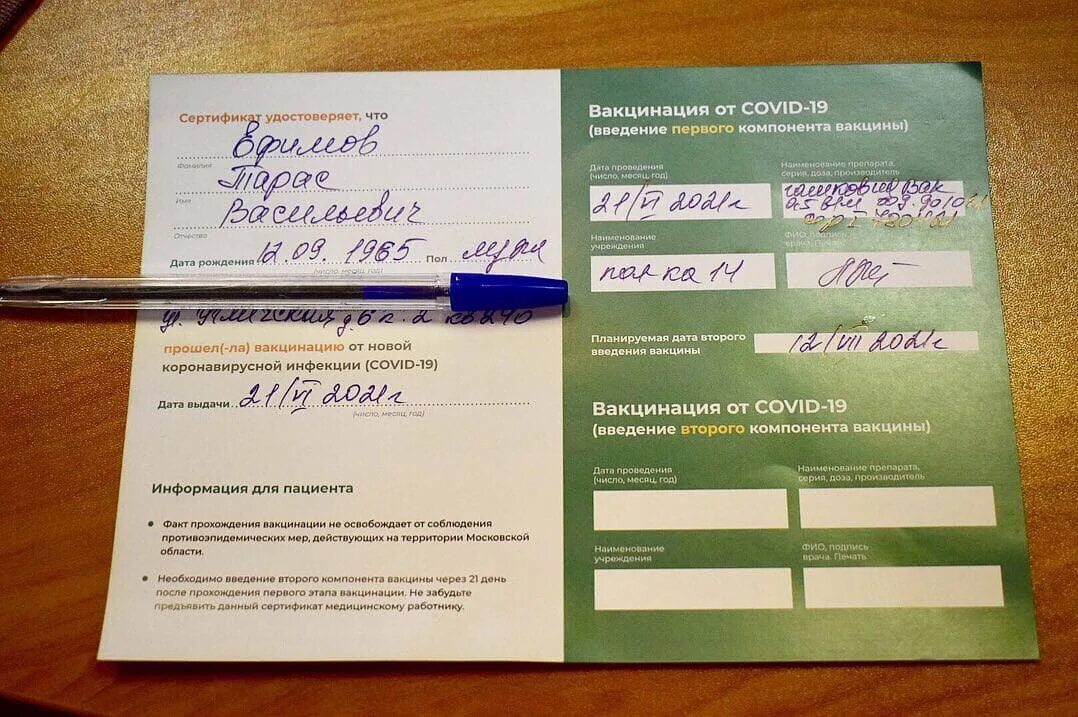 Сертификат удостоверяет, что
Ефимов
Фамилия
Тарас
Имя
Васильевич
Отчество
Дата рождения 12.09.1965 Пол муж
(число, месяц, год)
д. 6 к. 2 кв 240
прошел(-ла) вакцинацию от новой
коронавирусной инфекции (COVID-19)
Дата выдачи 21/VI 2021г
(число, месяц, год)
Информация для пациента
Факт прохождения вакцинации не освобождает от соблюдения
противоэпидемических мер, действующих на территории Московской
области.
Необходимо введение второго компонента вакцины через 21 день
после прохождения первого этапа вакцинации. Не забудьте
предъявить данный сертификат медицинскому работнику.
Вакцинация от COVID-19
(введение первого компонента вакцины)
Дата проведения
(число, месяц, год)
21/VI 2021г
Наименование препарата,
серия, доза, производитель
Вак
Наименование
учреждения
14
ФИО, подпись
врача. Печать
Планируемая дата второго
введения вакцины
12/VII 2021г
Вакцинация от COVID-19
(введение второго компонента вакцины)
Дата проведения
(число, месяц, год)
Наименование препарата,
серия, доза, производитель
Наименование
учреждения
ФИО, подпись
врача. Печать